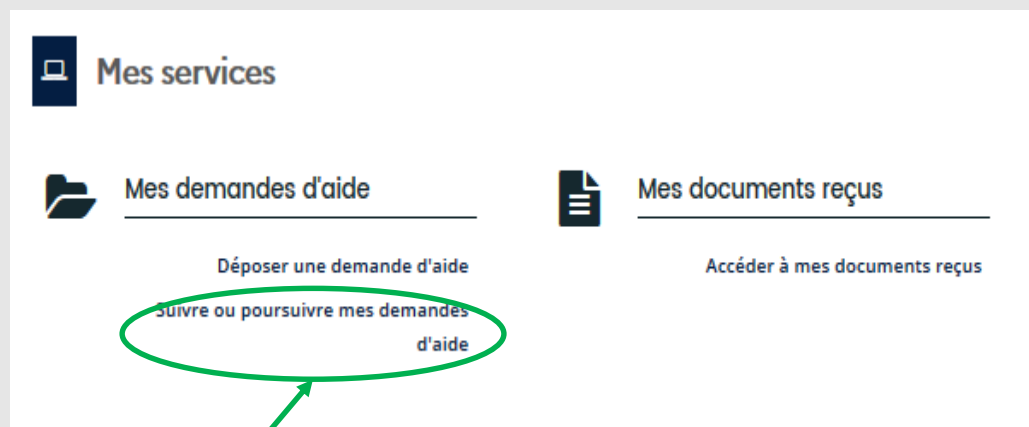 Mes services
Mes demandes d'aide
Déposer une demande d'aide
Suivre ou poursuivre mes demandes
d'aide
Mes documents reçus
Accéder à mes documents reçus